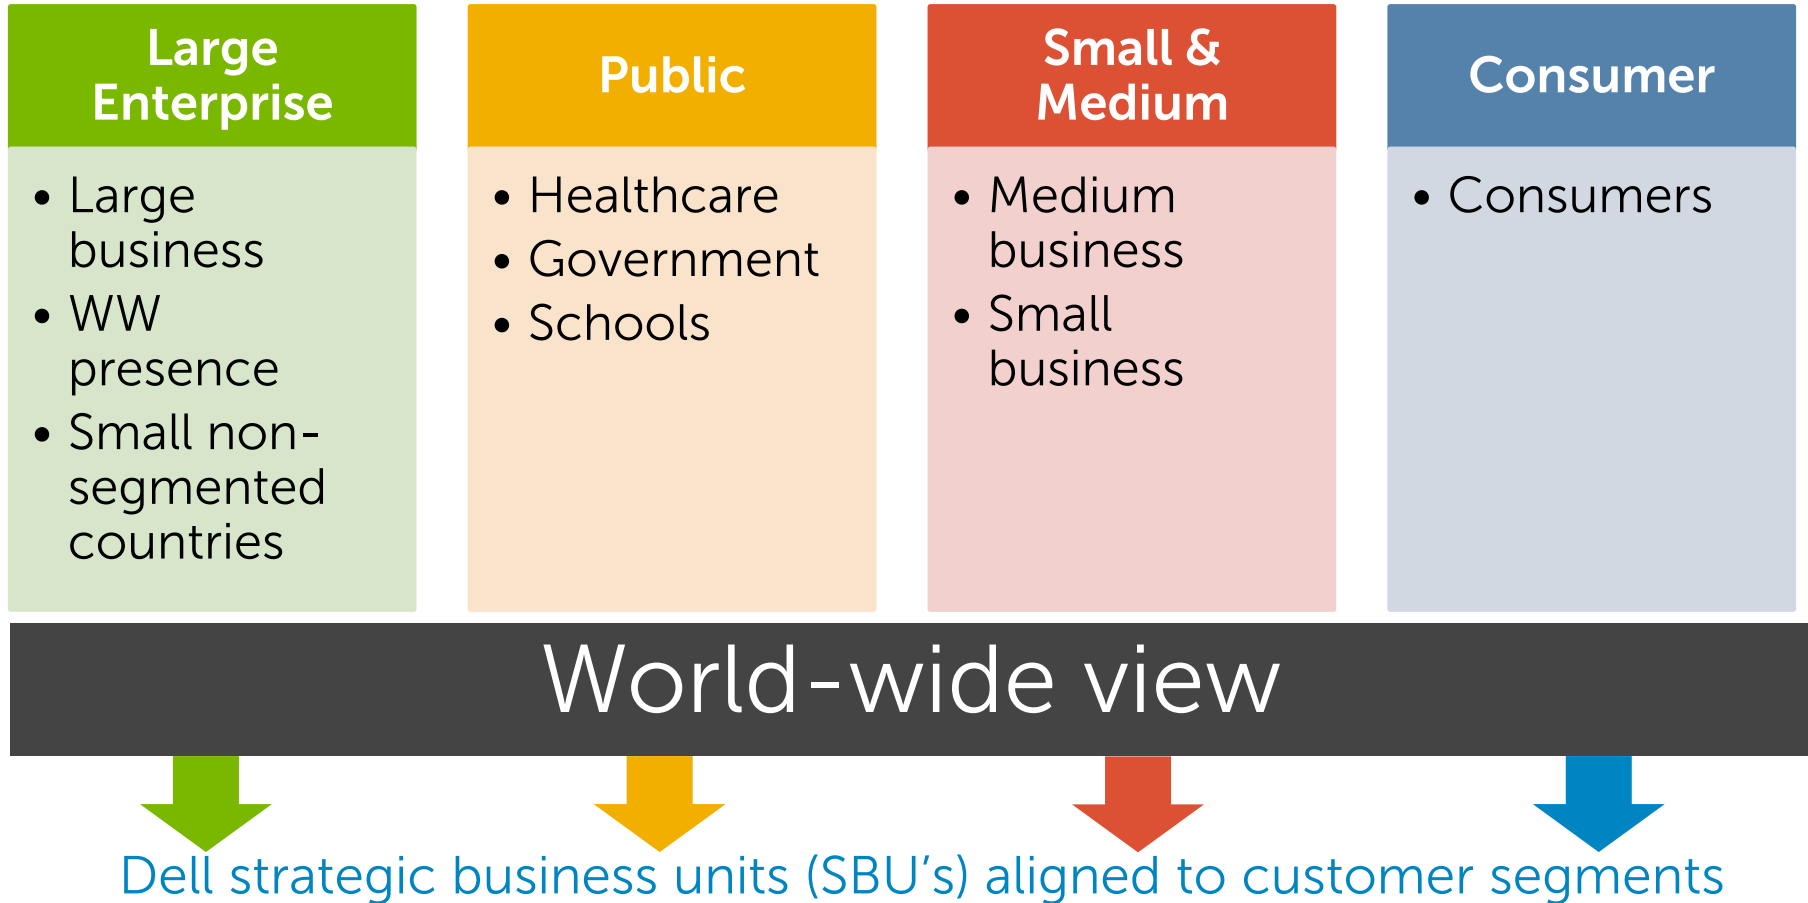 Large
Enterprise
• Large
business
• WW
presence
• Small non-
segmented
countries
Public
• Healthcare
• Government
• Schools
Small &
Medium
• Medium
business
• Small
business
Consumer
• Consumers
World-wide view
Dell strategic business units (SBU's) aligned to customer segments